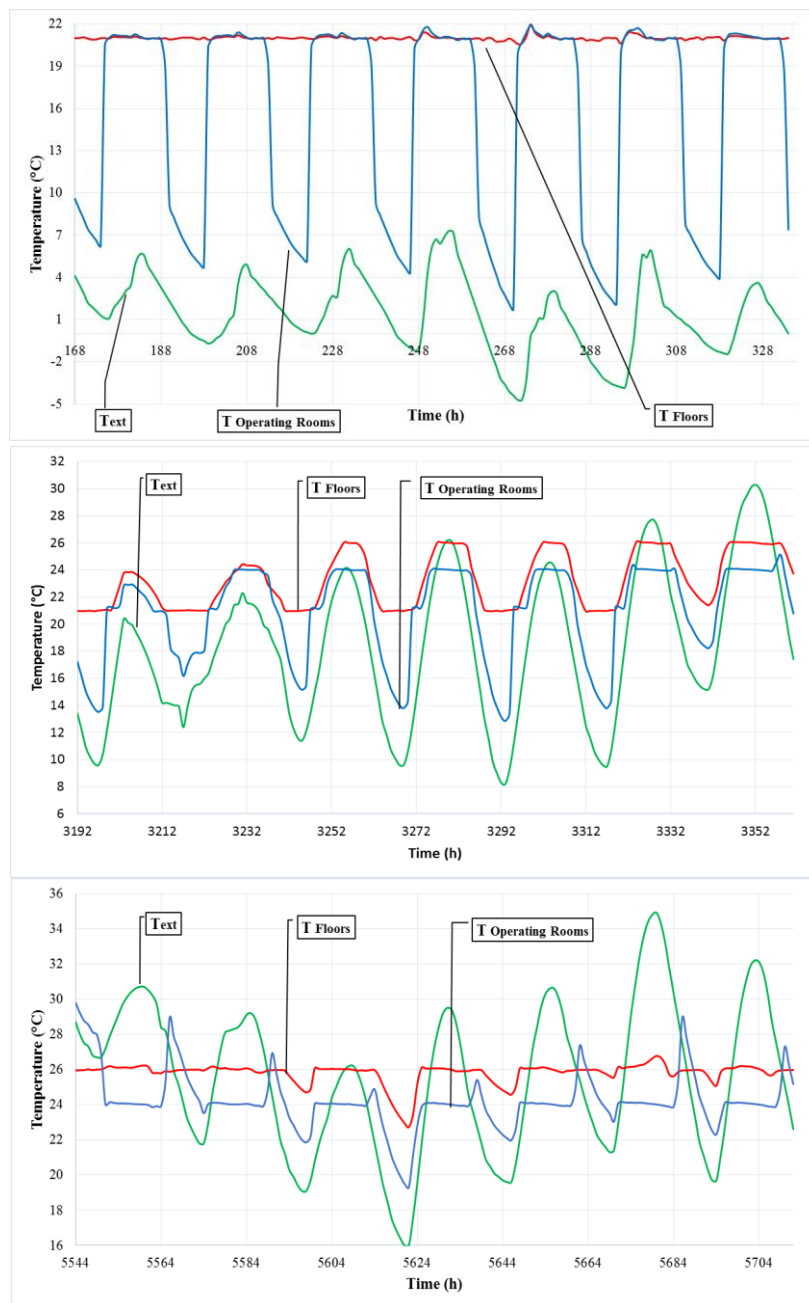 22
19
16
13
10
7
4
1
-2
-5
Temperature (°C)
168 188 208 228 248 268 288 308 328
Time (h)
Text
T Operating Rooms
T Floors
32
30
28
26
24
22
20
18
16
14
12
10
8
6
Temperature (°C)
Text
T Floors
T Operating Rooms
3192 3212 3232 3252 3272 3292 3312 3332 3352
Time (h)
36
34
32
30
28
26
24
22
20
18
16
Temperature (°C)
Text
T Floors
T Operating Rooms
5544 5564 5584 5604 5624 5644 5664 5684 5704
Time (h)